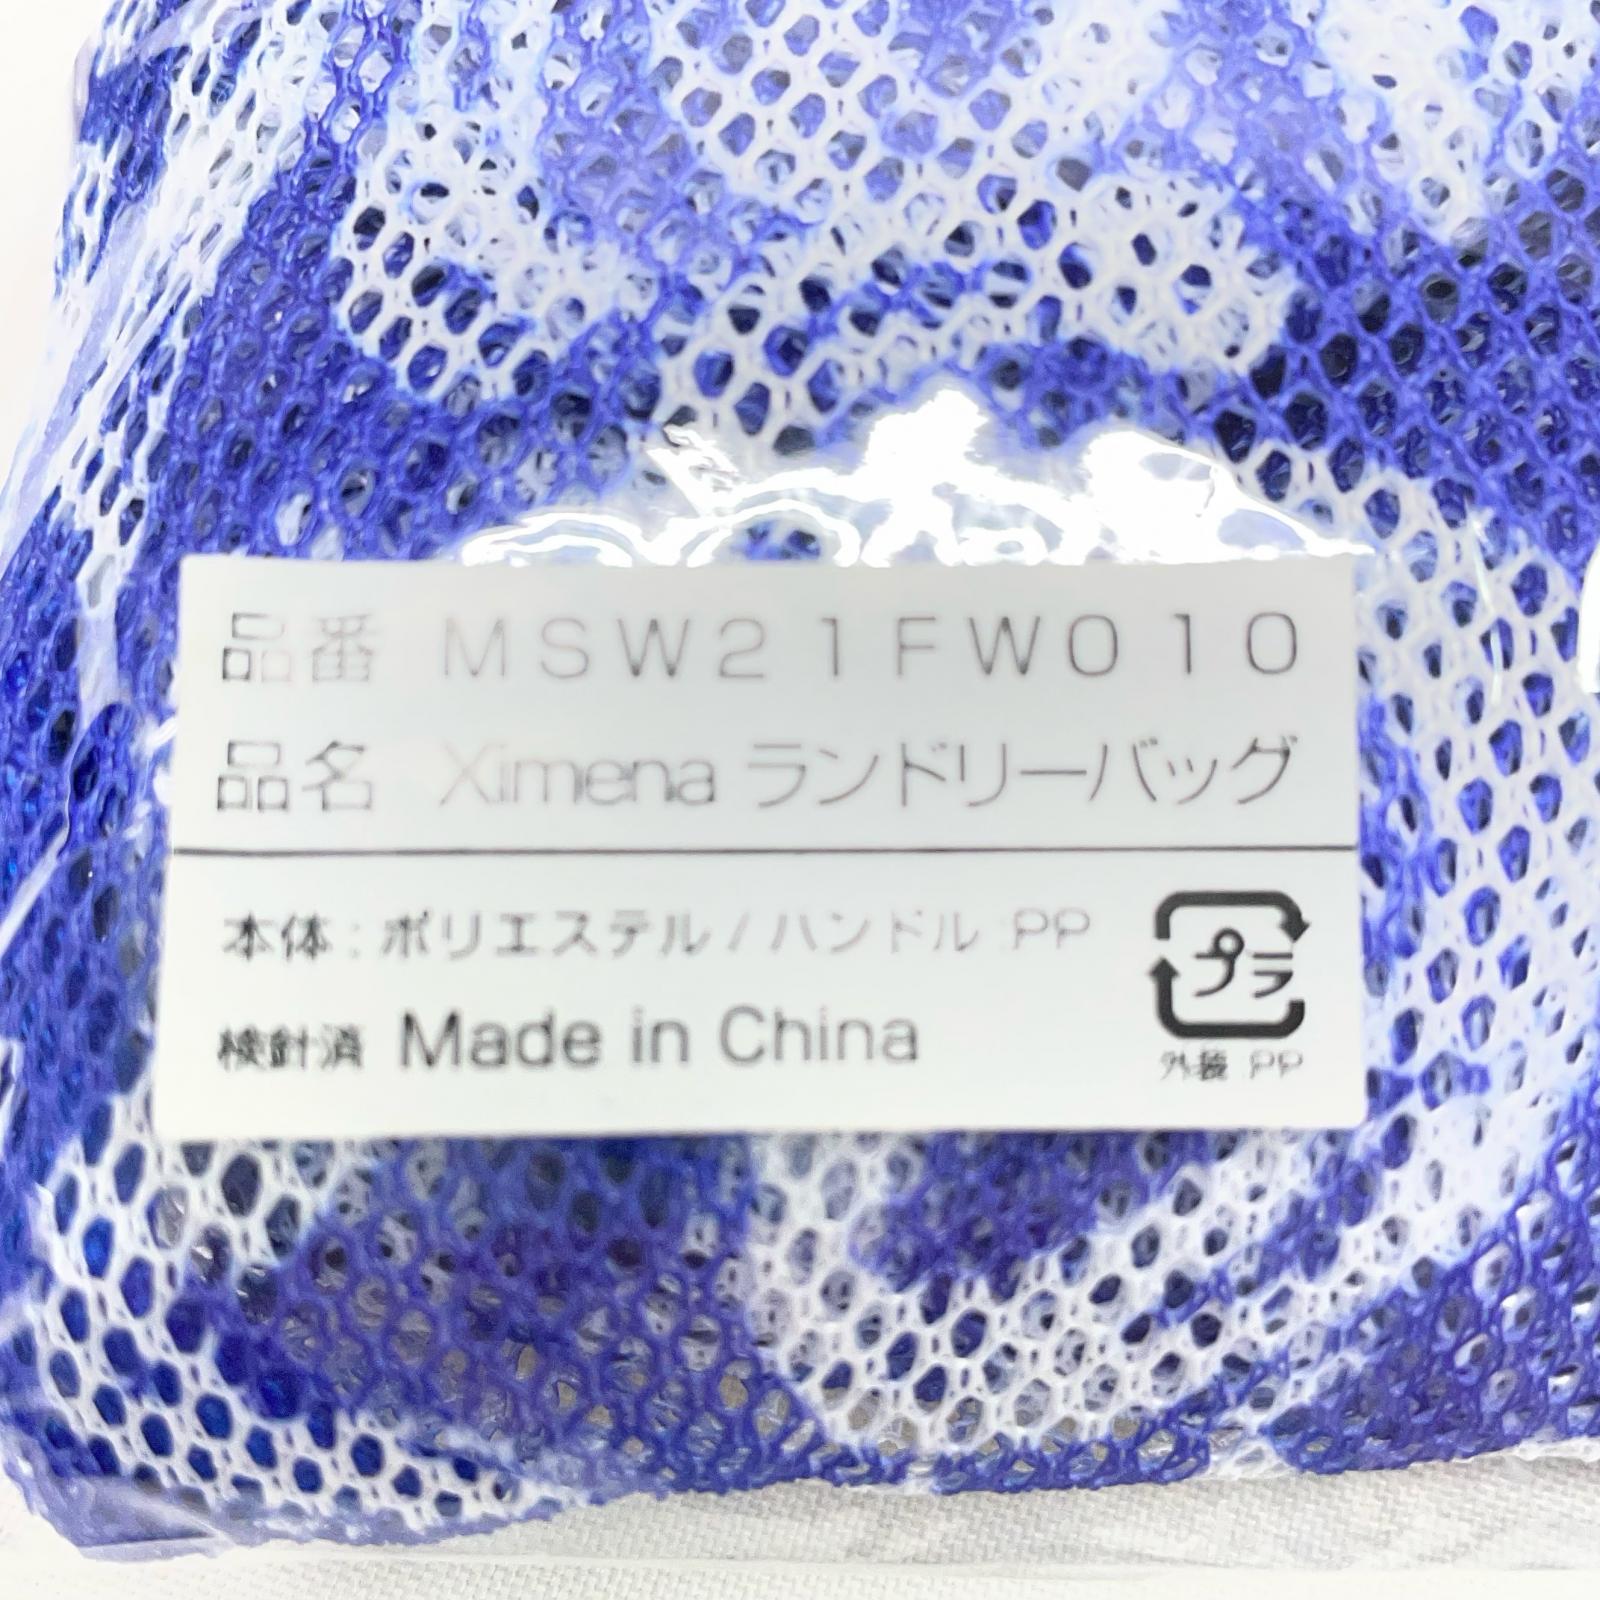 品番 MSW21FW010
品名 Ximena ランドリーバッグ
本体:ポリエステル/ハンドル:PP
検針済 Made in China
プラ
外装:PP